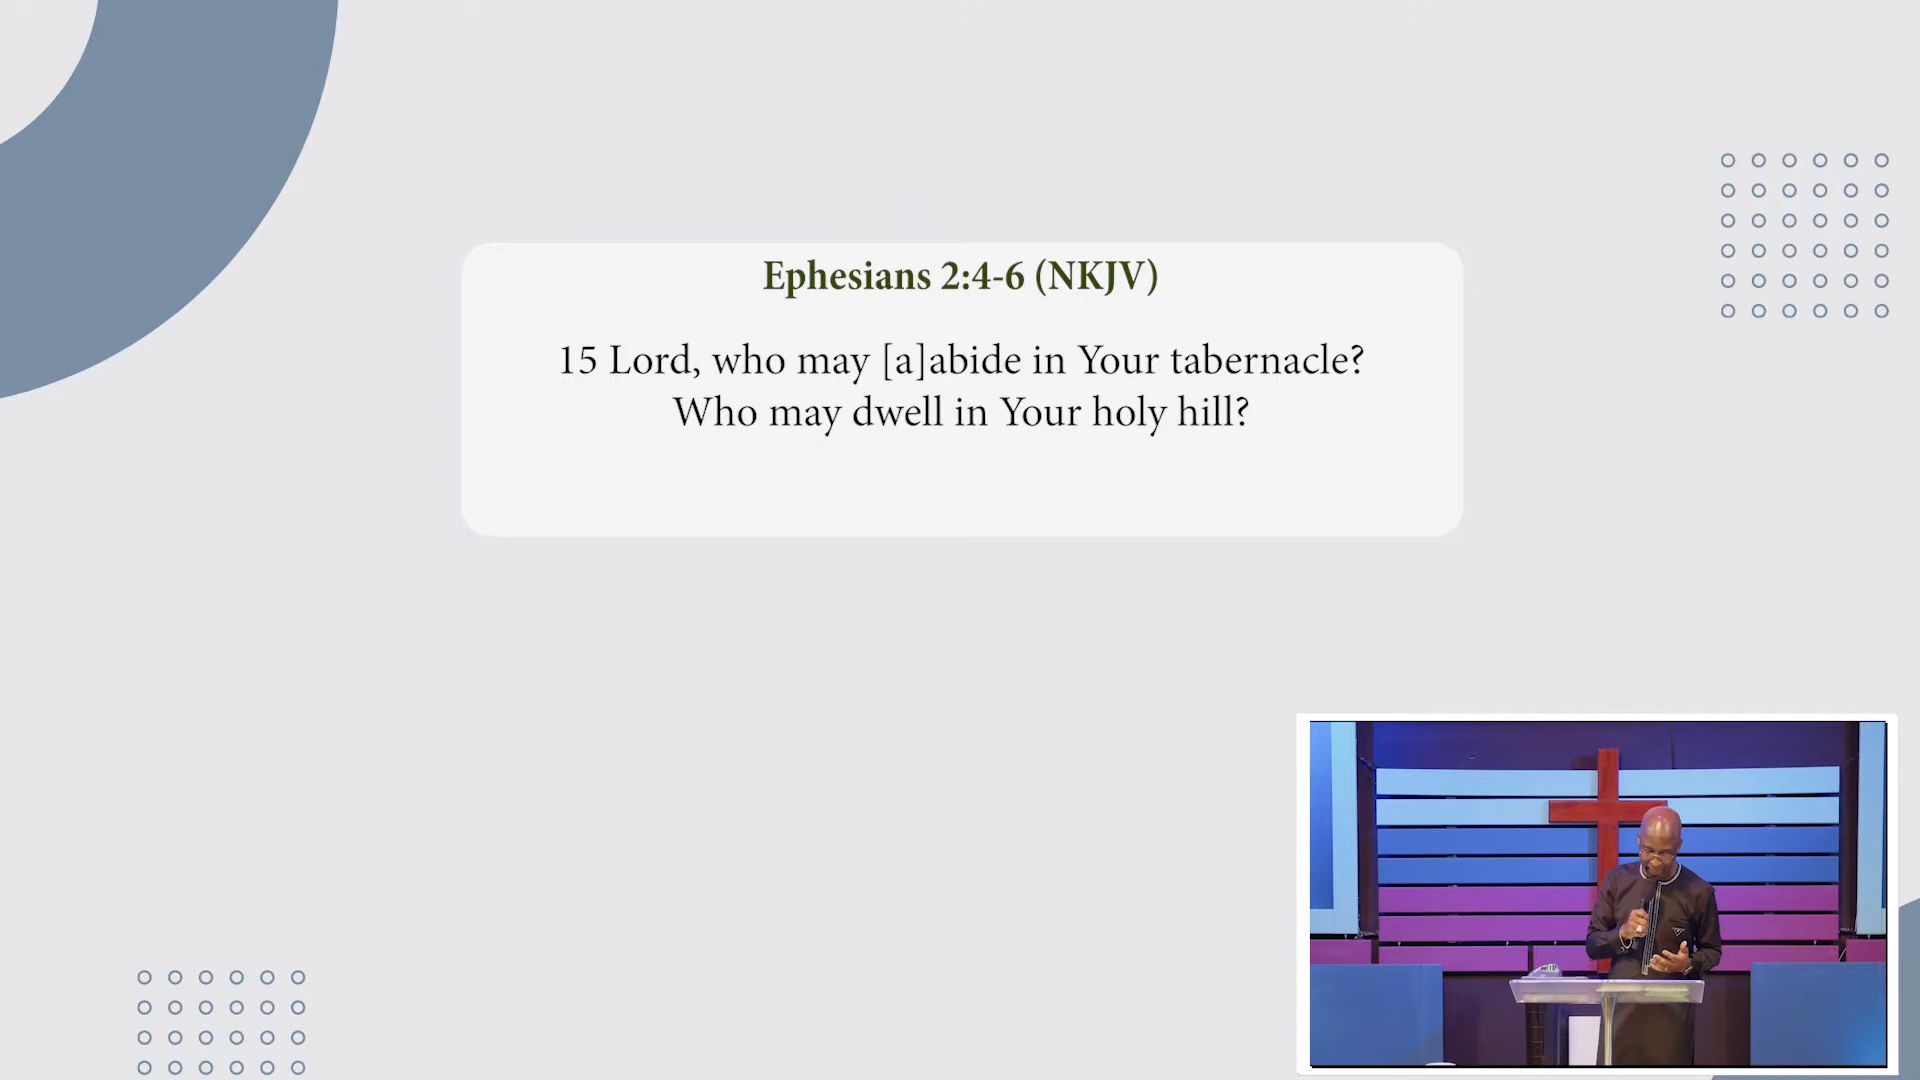 Ephesians 2:4-6 (NKJV)
15 Lord, who may [a]abide in Your tabernacle?
Who may dwell in Your holy hill?